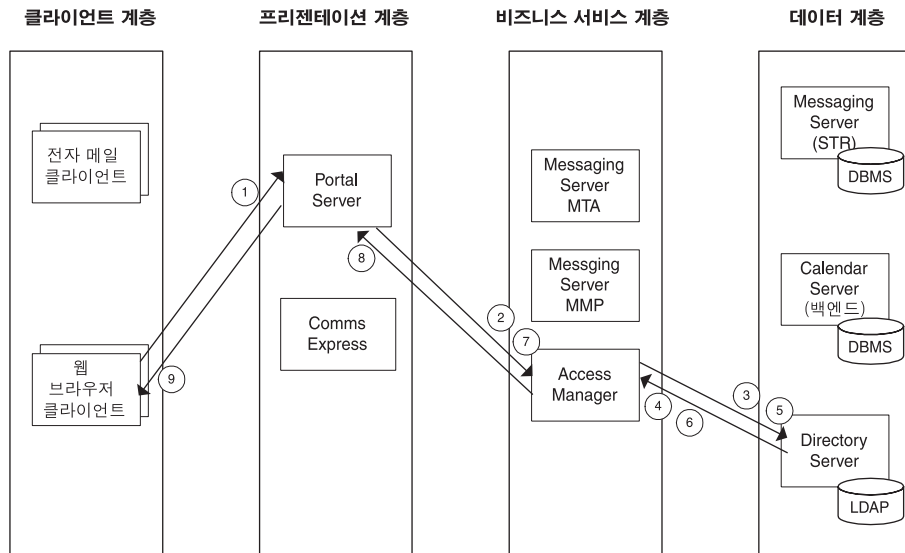 클라이언트 계층
프리젠테이션 계층
비즈니스 서비스 계층
데이터 계층
전자 메일
클라이언트
웹
브라우저
클라이언트
1
9
Portal
Server
8
Comms
Express
2
7
Messaging
Server
MTA
Messging
Server
MMP
Access
Manager
4
6
3
5
Messaging
Server
(STR)
DBMS
Calendar
Server
(백엔드)
DBMS
Directory
Server
LDAP